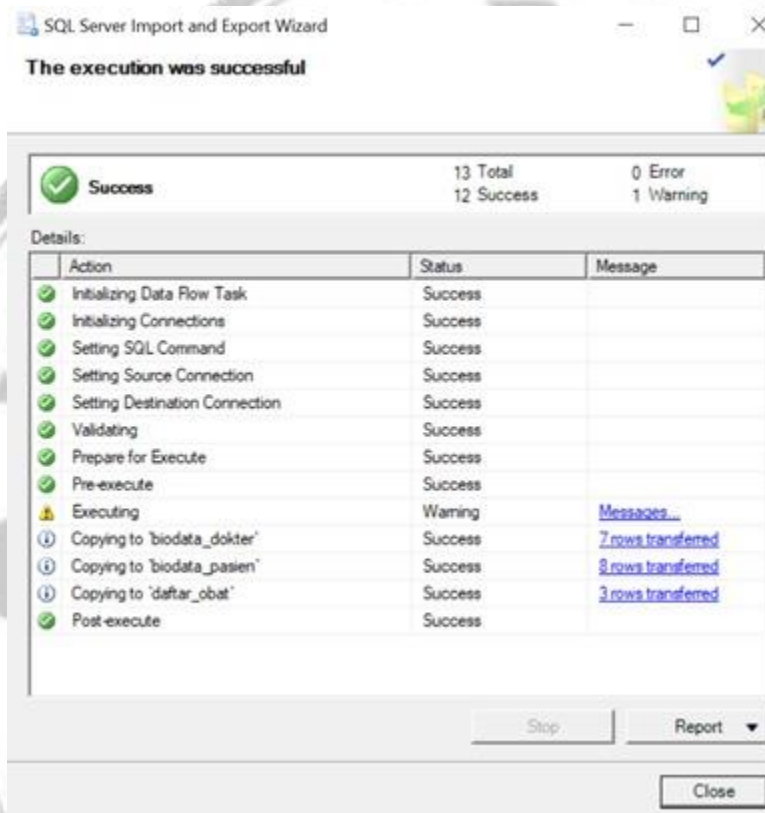 SQL Server Import and Export Wizard
The execution was successful
Success
13 Total
0 Error
12 Success
1 Warning
Details:
Action Status Message
Initializing Data Flow Task Success
Initializing Connections Success
Setting SQL Command Success
Setting Source Connection Success
Setting Destination Connection Success
Validating Success
Prepare for Execute Success
Pre-execute Success
Executing Warning Messages...
Copying to `biodata_dokter` Success 7 rows transferred
Copying to `biodata_pasien` Success 8 rows transferred
Copying to `daftar_obat` Success 3 rows transferred
Post-execute Success
Stop
Report
Close